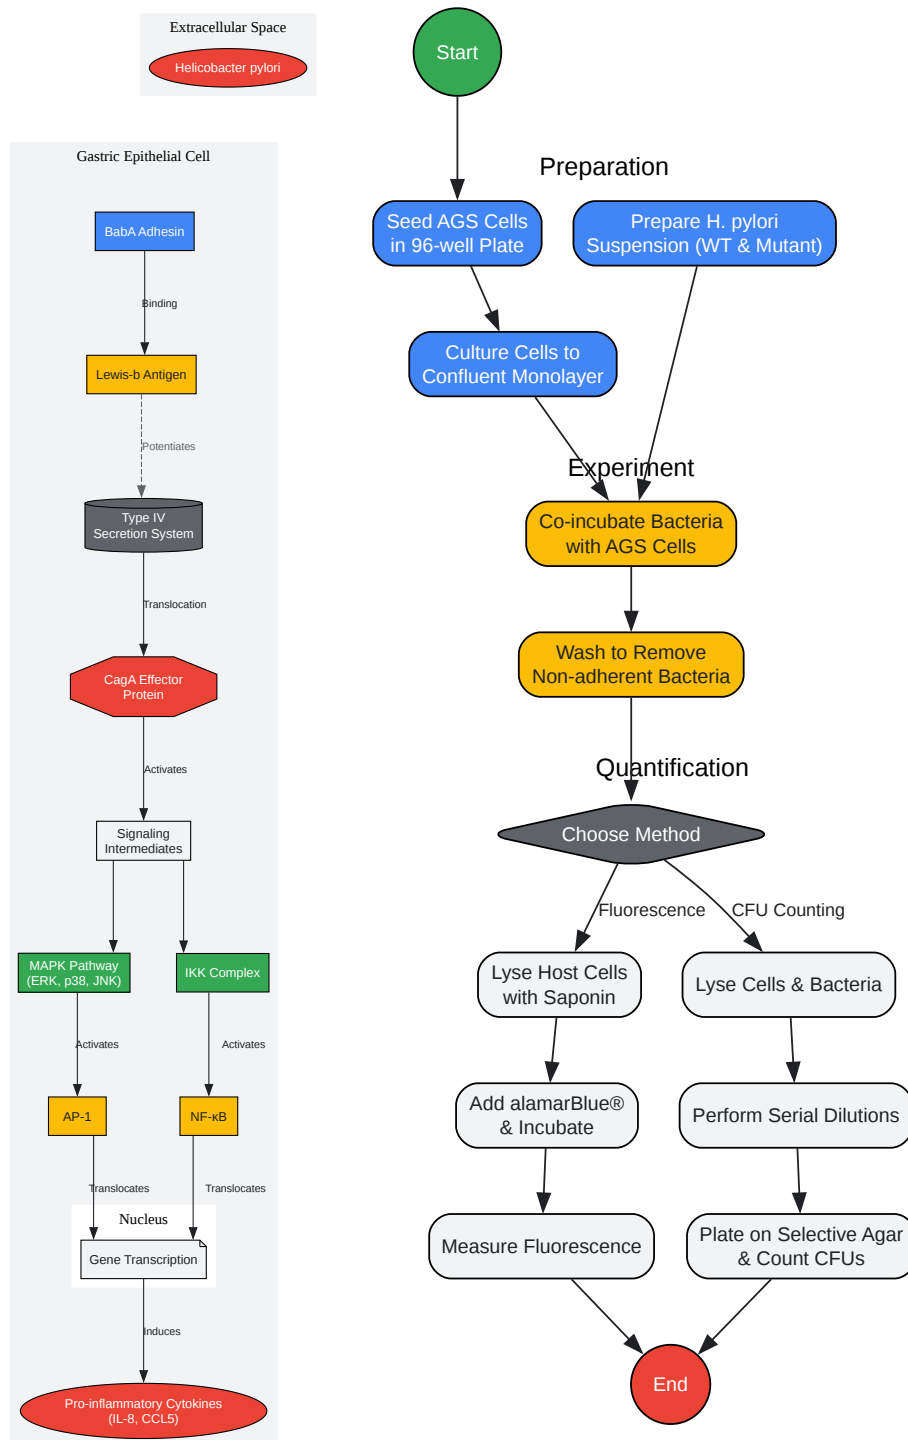 Extracellular Space
Helicobacter pylori
Gastric Epithelial Cell
BabA Adhesin
Binding
Lewis-b Antigen
Potentiates
Type IV
Secretion System
Translocation
CagA Effector
Protein
Activates
Signaling
Intermediates
MAPK Pathway
(ERK, p38, JNK)
IKK Complex
Activates
Activates
AP-1
NF-κB
Translocates
Translocates
Nucleus
Gene Transcription
Induces
Pro-inflammatory Cytokines
(IL-8, CCL5)
Start
Preparation
Seed AGS Cells
in 96-well Plate
Prepare H. pylori
Suspension (WT & Mutant)
Culture Cells to
Confluent Monolayer
Experiment
Co-incubate Bacteria
with AGS Cells
Wash to Remove
Non-adherent Bacteria
Quantification
Choose Method
Fluorescence
CFU Counting
Lyse Host Cells
with Saponin
Lyse Cells & Bacteria
Add alamarBlue®
& Incubate
Perform Serial Dilutions
Measure Fluorescence
Plate on Selective Agar
& Count CFUs
End